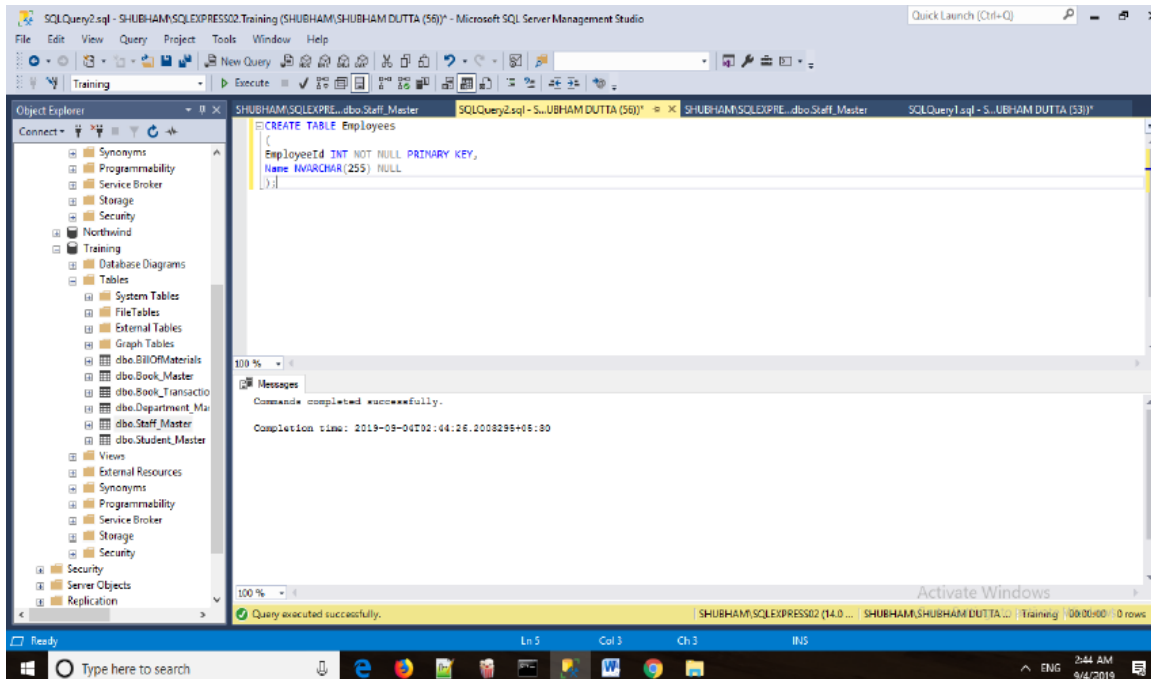 SQLQuery2.sql - SHUBHAM\SQLEXPRESS02.Training (SHUBHAM\SHUBHAM DUTTA (56))* - Microsoft SQL Server Management Studio
Quick Launch (Ctrl+Q)
File Edit View Query Project Tools Window Help
New Query
Training
Execute
Object Explorer
SHUBHAM\SQLEXPRE...dbo.Staff_Master
SQLQuery2.sql - S...UBHAM DUTTA (56))*
SHUBHAM\SQLEXPRE...dbo.Staff_Master
SQLQuery1.sql - S...UBHAM DUTTA (53))*
Connect
CREATE TABLE Employees
(
EmployeeId INT NOT NULL PRIMARY KEY,
Name NVARCHAR(255) NULL
);
Synonyms
Programmability
Service Broker
Storage
Security
Northwind
Training
Database Diagrams
Tables
System Tables
FileTables
External Tables
Graph Tables
dbo.BillOfMaterials
dbo.Book_Master
dbo.Book_Transactio
dbo.Department_Ma
dbo.Staff_Master
dbo.Student_Master
Views
External Resources
Synonyms
Programmability
Service Broker
Storage
Security
Security
Server Objects
Replication
100 %
Messages
Commands completed successfully.
Completion time: 2019-09-04T02:44:26.2008295+05:30
100 %
Activate Windows
Query executed successfully.
SHUBHAM\SQLEXPRESS02 (14.0 ...
SHUBHAM\SHUBHAM DUTTA ...
Training
00:00:00
0 rows
Ready
Ln 5
Col 3
Ch 3
INS
Type here to search
ENG
2:44 AM
9/4/2019